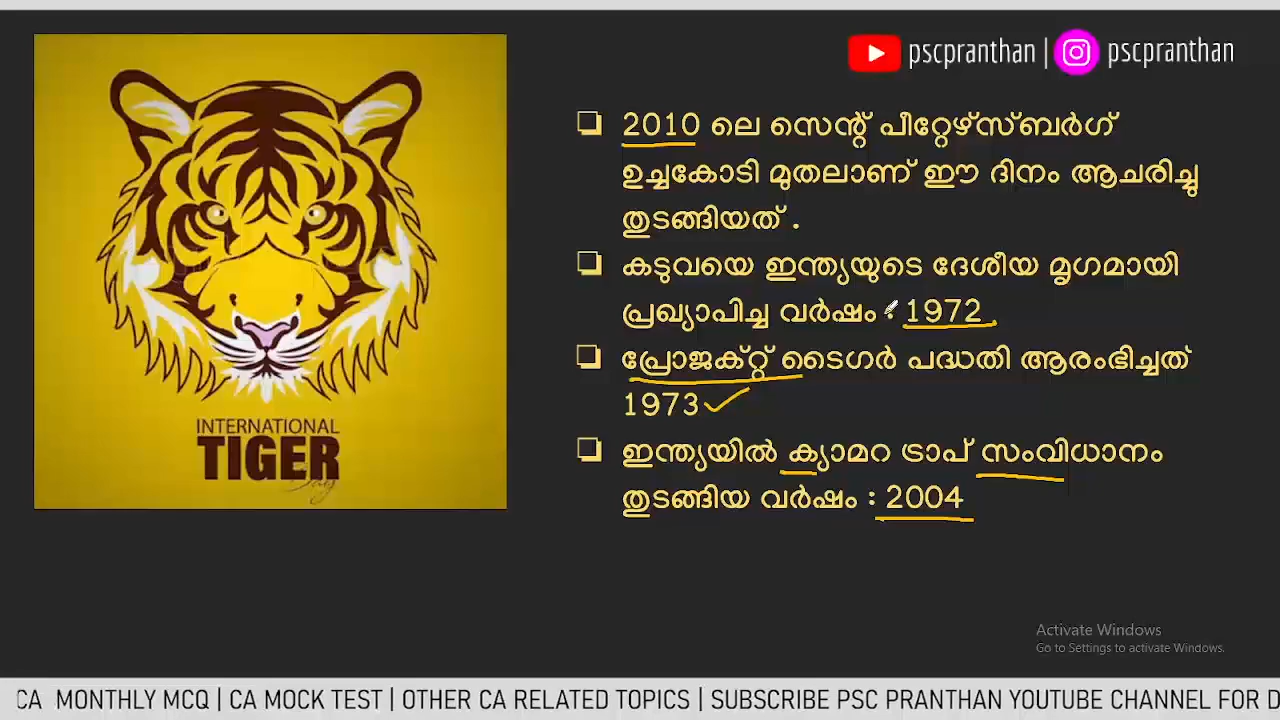 pscpranthan | pscpranthan
2010 ലെ സെന്റ് പീറ്റേഴ്സ്ബർഗ്
ഉച്ചകോടി മുതലാണ് ഈ ദിനം ആചരിച്ചു
തുടങ്ങിയത് .
കടുവയെ ഇന്ത്യയുടെ ദേശീയ മൃഗമായി
പ്രഖ്യാപിച്ച വർഷം : 1972 .
പ്രോജക്റ്റ് ടൈഗർ പദ്ധതി ആരംഭിച്ചത്
1973
ഇന്ത്യയിൽ ക്യാമറ ട്രാപ് സംവിധാനം
തുടങ്ങിയ വർഷം : 2004
INTERNATIONAL
TIGER
Day
Activate Windows
Go to Settings to activate Windows.
CA MONTHLY MCQ | CA MOCK TEST | OTHER CA RELATED TOPICS | SUBSCRIBE PSC PRANTHAN YOUTUBE CHANNEL FOR D